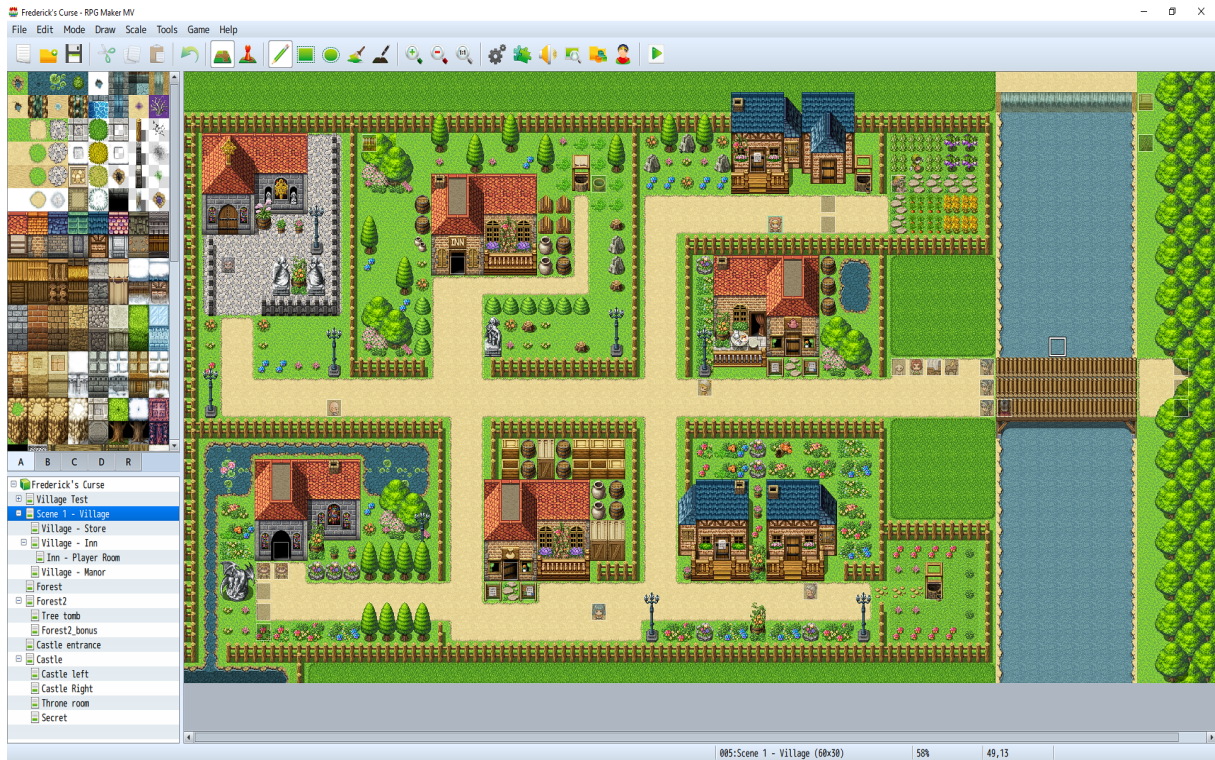 Frederick's Curse - RPG Maker MV
File Edit Mode Draw Scale Tools Game Help
INN
A B C D R
Frederick's Curse
Village Test
Scene 1 - Village
Village - Store
Village - Inn
Inn - Player Room
Village - Manor
Forest
Forest2
Tree tomb
Forest2_bonus
Castle entrance
Castle
Castle left
Castle Right
Throne room
Secret
005:Scene 1 - Village (60x30) 58% 49,13